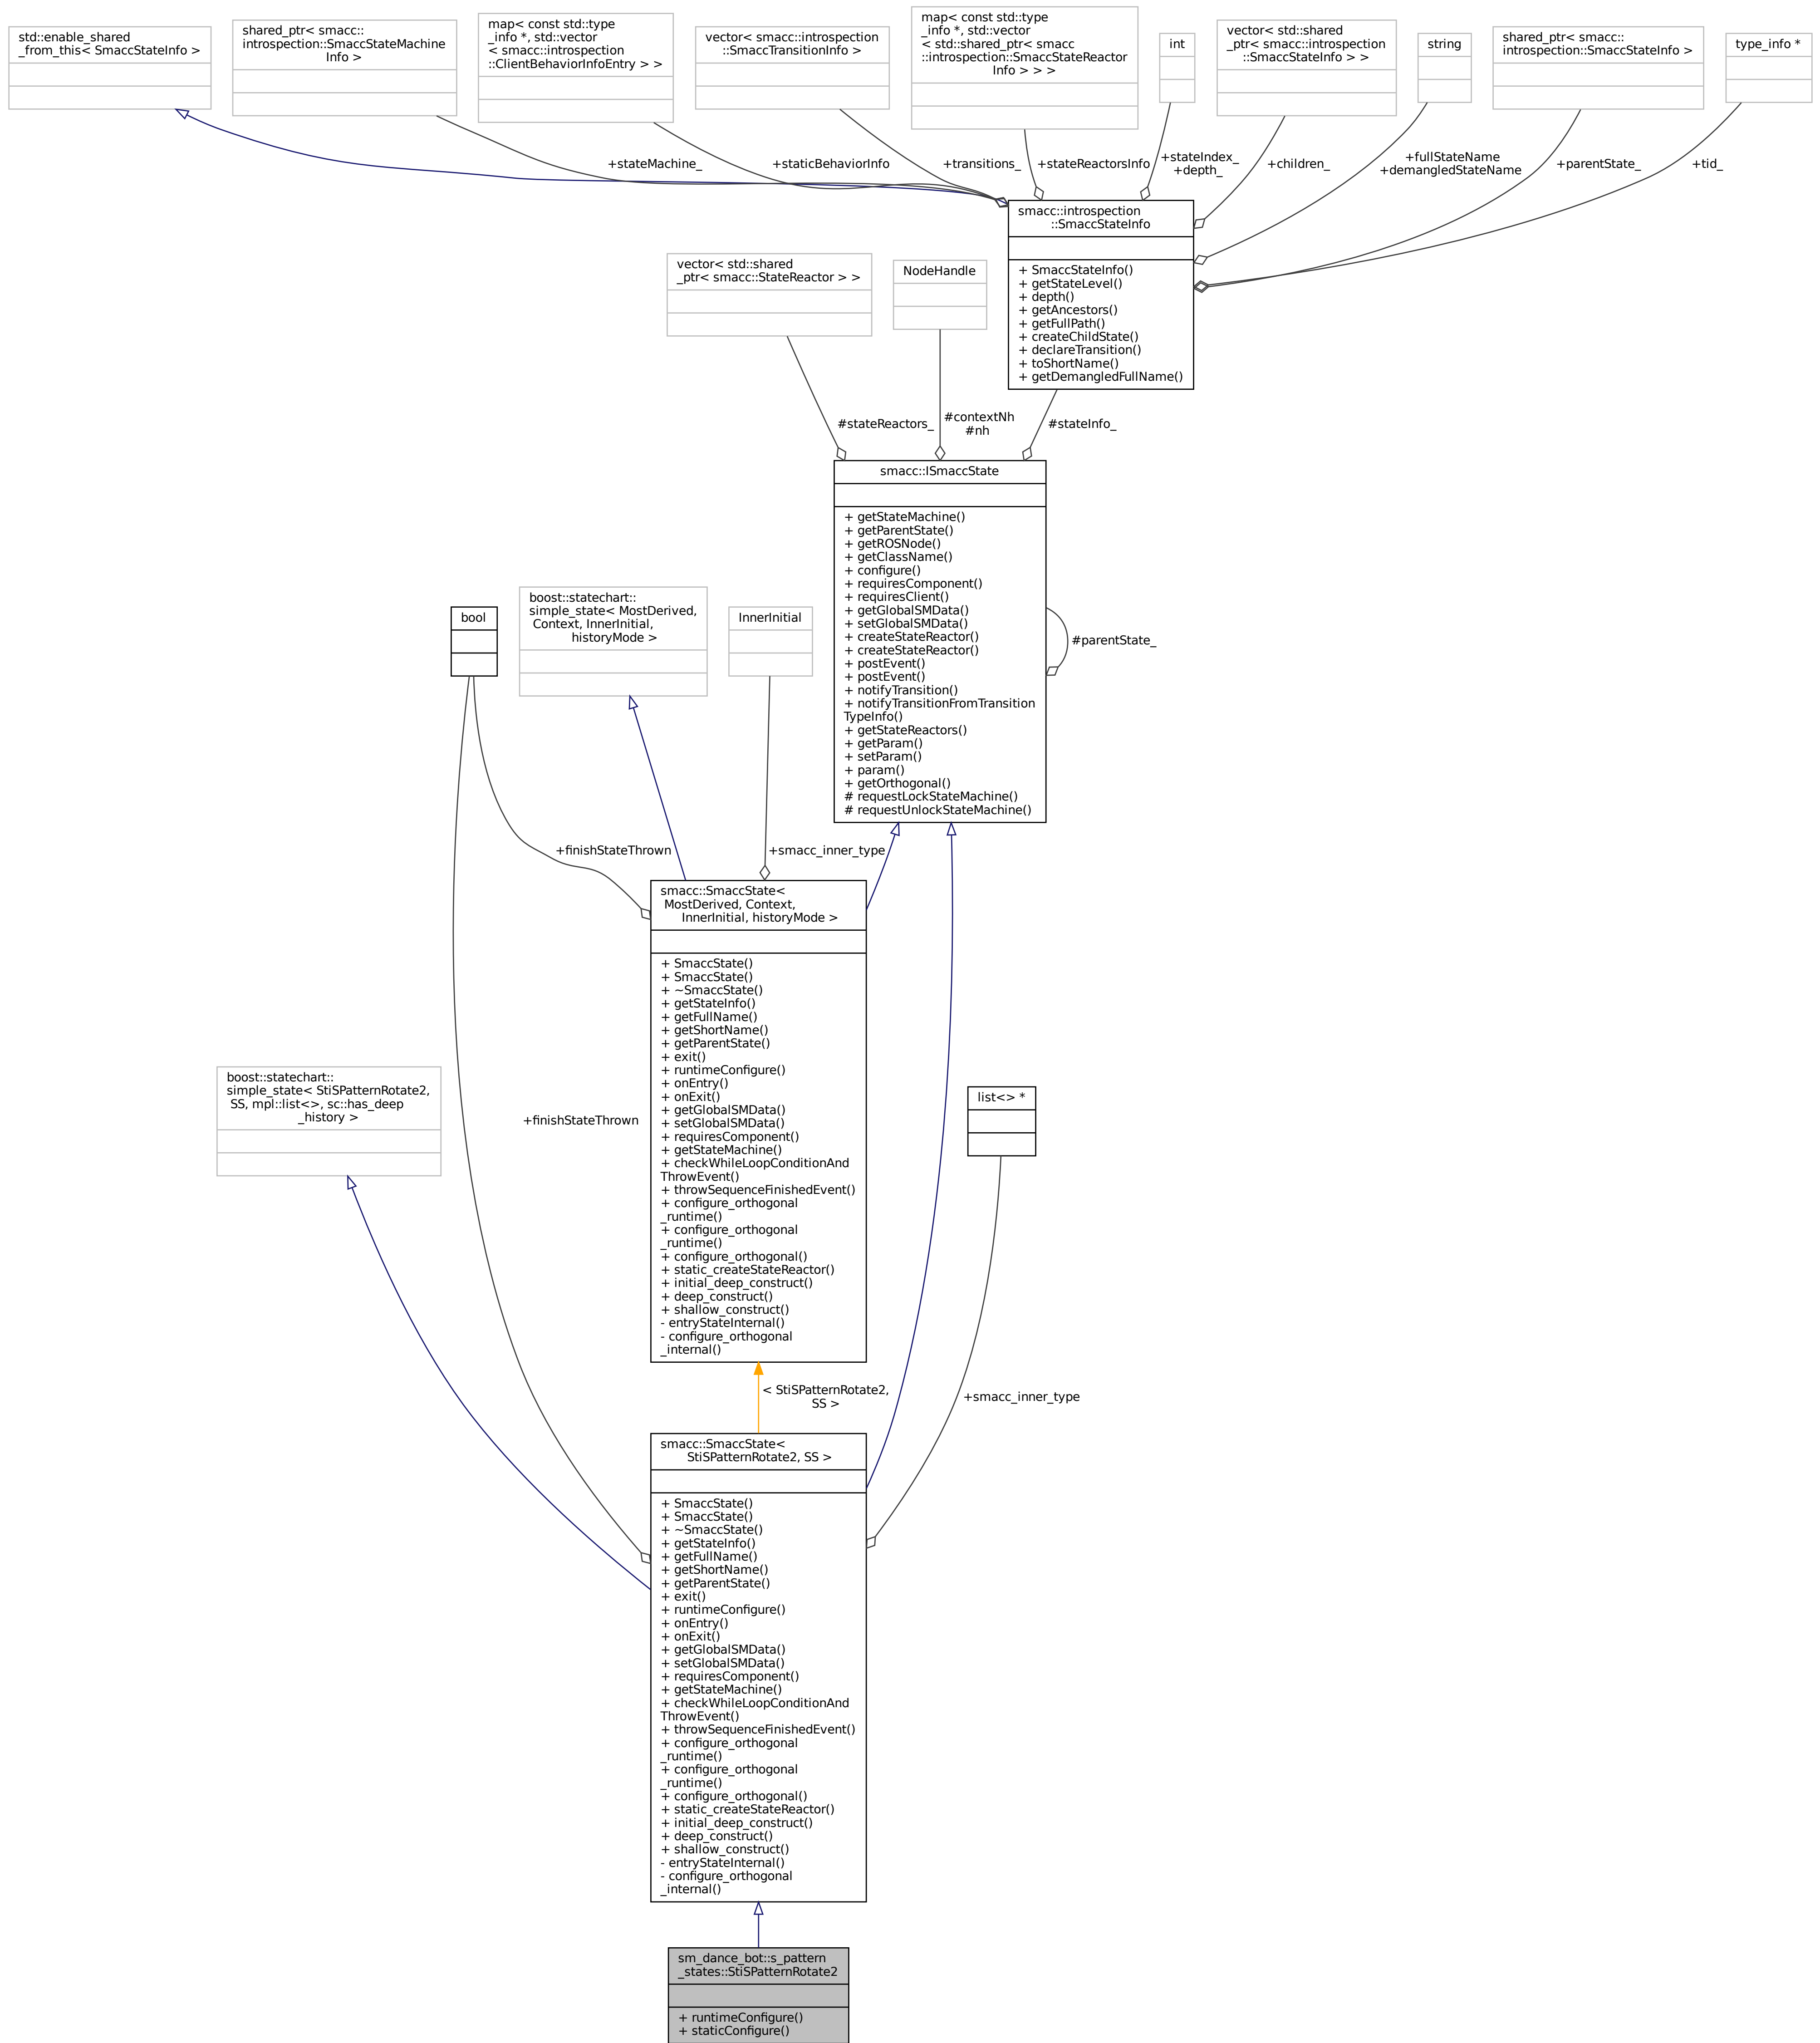 std::enable_shared
_from_this< SmaccStateInfo >
shared_ptr< smacc::
introspection::SmaccStateMachine
Info >
map< const std::type
_info *, std::vector
< smacc::introspection
::ClientBehaviorInfoEntry > >
vector< smacc::introspection
::SmaccTransitionInfo >
map< const std::type
_info *, std::vector
< std::shared_ptr< smacc
::introspection::SmaccStateReactor
Info > > >
int
vector< std::shared
_ptr< smacc::introspection
::SmaccStateInfo > >
string
shared_ptr< smacc::
introspection::SmaccStateInfo >
type_info *
+stateMachine_
+staticBehaviorInfo
+transitions_
+stateReactorsInfo
+stateIndex_
+depth_
+children_
+fullStateName
+demangledStateName
+parentState_
+tid_
smacc::introspection
::SmaccStateInfo
+ SmaccStateInfo()
+ getStateLevel()
+ depth()
+ getAncestors()
+ getFullPath()
+ createChildState()
+ declareTransition()
+ toShortName()
+ getDemangledFullName()
vector< std::shared
_ptr< smacc::StateReactor > >
NodeHandle
#stateReactors_
#contextNh
#nh
#stateInfo_
smacc::ISmaccState
+ getStateMachine()
+ getParentState()
+ getROSNode()
+ getClassName()
+ configure()
+ requiresComponent()
+ requiresClient()
+ getGlobalSMData()
+ setGlobalSMData()
+ createStateReactor()
+ createStateReactor()
+ postEvent()
+ postEvent()
+ notifyTransition()
+ notifyTransitionFromTransition
TypeInfo()
+ getStateReactors()
+ getParam()
+ setParam()
+ param()
+ getOrthogonal()
# requestLockStateMachine()
# requestUnlockStateMachine()
#parentState_
bool
boost::statechart::
simple_state< MostDerived,
Context, InnerInitial,
historyMode >
InnerInitial
+finishStateThrown
+smacc_inner_type
smacc::SmaccState<
MostDerived, Context,
InnerInitial, historyMode >
+ SmaccState()
+ SmaccState()
+ ~SmaccState()
+ getStateInfo()
+ getFullName()
+ getShortName()
+ getParentState()
+ exit()
+ runtimeConfigure()
+ onEntry()
+ onExit()
+ getGlobalSMData()
+ setGlobalSMData()
+ requiresComponent()
+ getStateMachine()
+ checkWhileLoopConditionAnd
ThrowEvent()
+ throwSequenceFinishedEvent()
+ configure_orthogonal
_runtime()
+ configure_orthogonal
_runtime()
+ configure_orthogonal()
+ static_createStateReactor()
+ initial_deep_construct()
+ deep_construct()
+ shallow_construct()
- entryStateInternal()
- configure_orthogonal
_internal()
boost::statechart::
simple_state< StiSPatternRotate2,
SS, mpl::list<>, sc::has_deep
_history >
+finishStateThrown
list<> *
< StiSPatternRotate2,
SS >
+smacc_inner_type
smacc::SmaccState<
StiSPatternRotate2, SS >
+ SmaccState()
+ SmaccState()
+ ~SmaccState()
+ getStateInfo()
+ getFullName()
+ getShortName()
+ getParentState()
+ exit()
+ runtimeConfigure()
+ onEntry()
+ onExit()
+ getGlobalSMData()
+ setGlobalSMData()
+ requiresComponent()
+ getStateMachine()
+ checkWhileLoopConditionAnd
ThrowEvent()
+ throwSequenceFinishedEvent()
+ configure_orthogonal
_runtime()
+ configure_orthogonal
_runtime()
+ configure_orthogonal()
+ static_createStateReactor()
+ initial_deep_construct()
+ deep_construct()
+ shallow_construct()
- entryStateInternal()
- configure_orthogonal
_internal()
sm_dance_bot::s_pattern
_states::StiSPatternRotate2
+ runtimeConfigure()
+ staticConfigure()